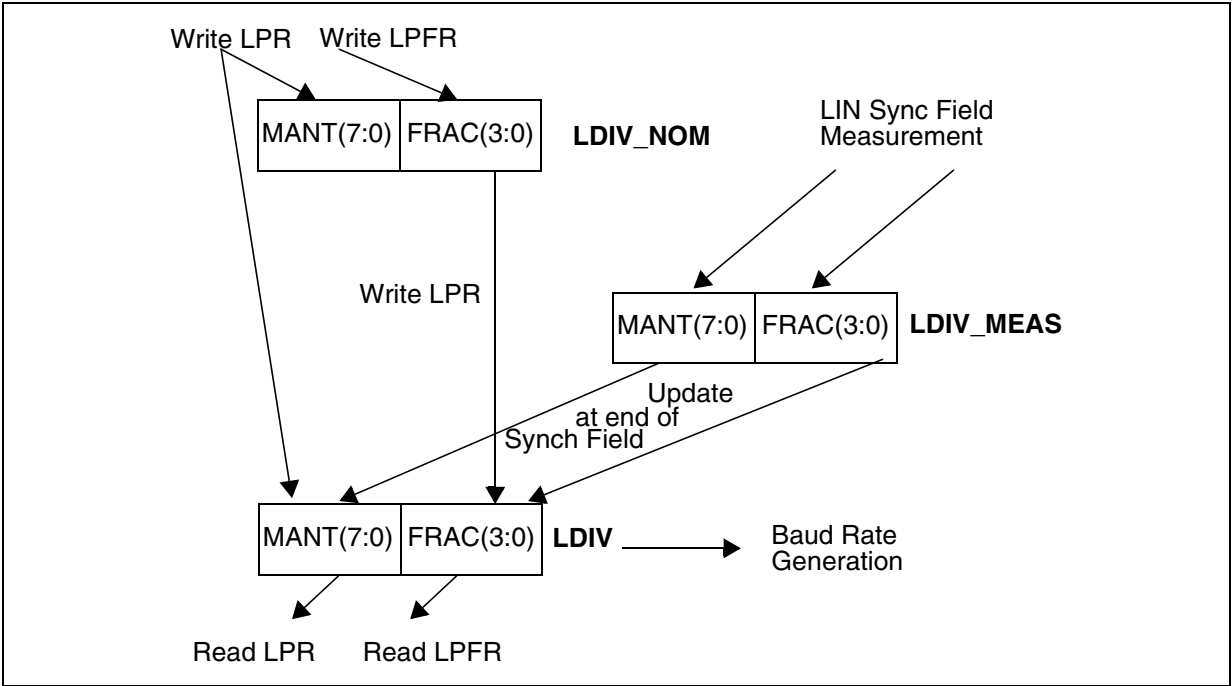 Write LPR
Write LPFR
MANT(7:0)
FRAC(3:0)
LDIV_NOM
LIN Sync Field
Measurement
Write LPR
MANT(7:0)
FRAC(3:0)
LDIV_MEAS
Update
at end of
Synch Field
MANT(7:0)
FRAC(3:0)
LDIV
Baud Rate
Generation
Read LPR
Read LPFR